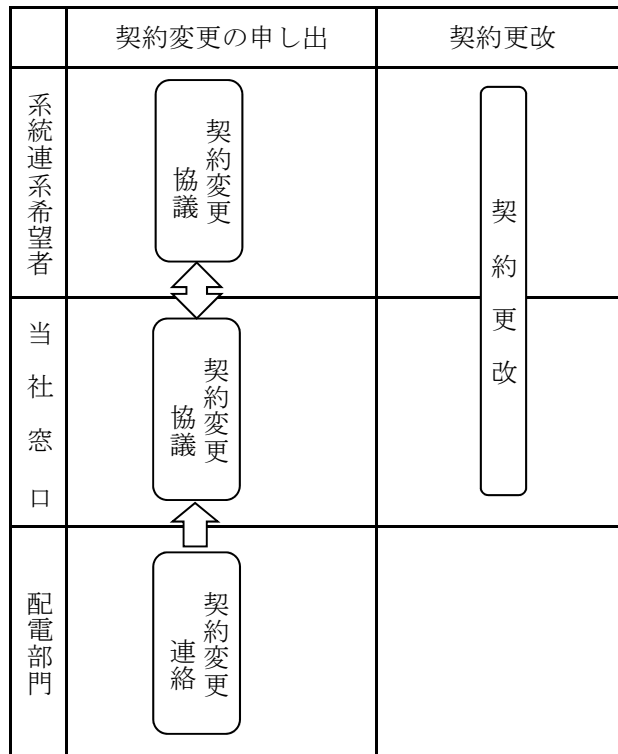 契約変更の申し出
契約更改
系統連系希望者
契約変更
協議
契約更改
当社窓口
契約変更
協議
配電部門
契約変更
連絡